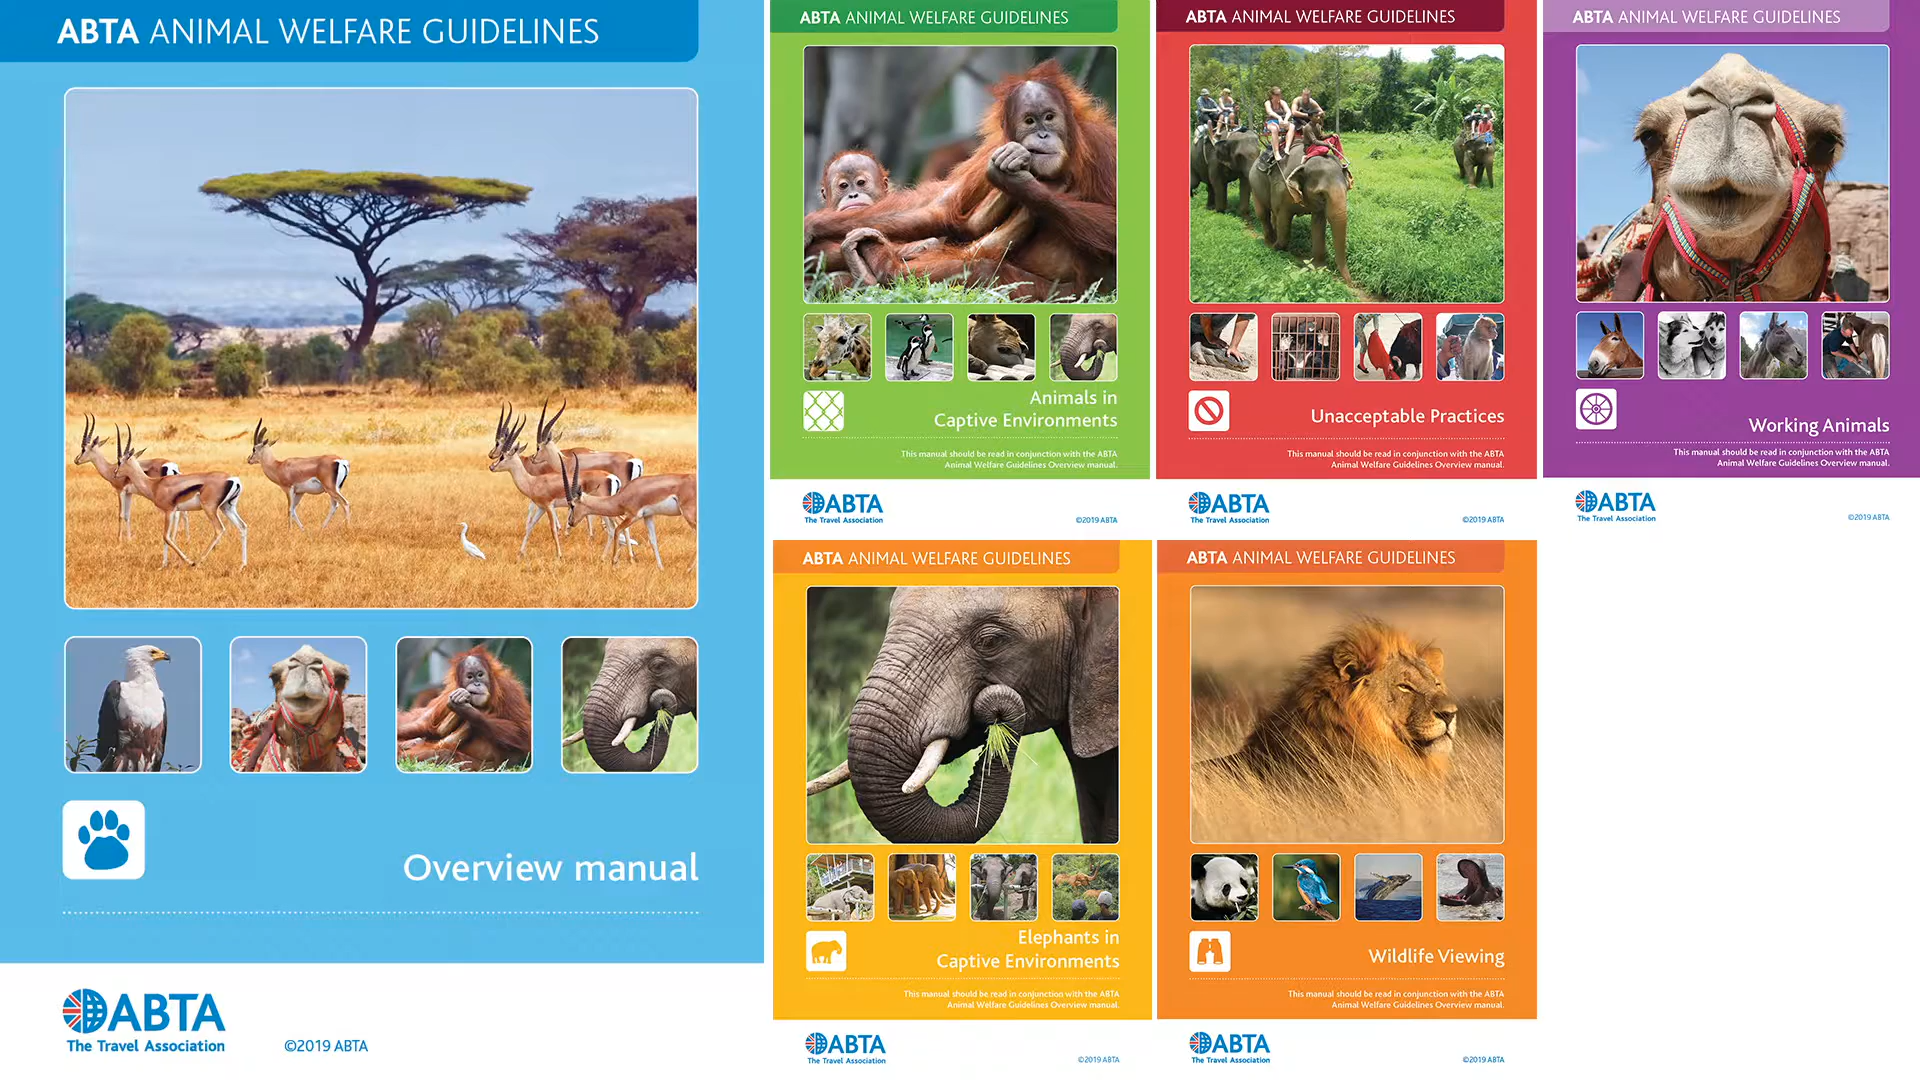 ABTA ANIMAL WELFARE GUIDELINES
Overview manual
ABTA
The Travel Association
©2019 ABTA
ABTA ANIMAL WELFARE GUIDELINES
Animals in
Captive Environments
This manual should be read in conjunction with the ABTA
Animal Welfare Guidelines Overview manual.
ABTA
The Travel Association
©2019 ABTA
ABTA ANIMAL WELFARE GUIDELINES
Unacceptable Practices
This manual should be read in conjunction with the ABTA
Animal Welfare Guidelines Overview manual.
ABTA
The Travel Association
©2019 ABTA
ABTA ANIMAL WELFARE GUIDELINES
Working Animals
This manual should be read in conjunction with the ABTA
Animal Welfare Guidelines Overview manual.
ABTA
The Travel Association
©2019 ABTA
ABTA ANIMAL WELFARE GUIDELINES
Elephants in
Captive Environments
This manual should be read in conjunction with the ABTA
Animal Welfare Guidelines Overview manual.
ABTA
The Travel Association
©2019 ABTA
ABTA ANIMAL WELFARE GUIDELINES
Wildlife Viewing
This manual should be read in conjunction with the ABTA
Animal Welfare Guidelines Overview manual.
ABTA
The Travel Association
©2019 ABTA